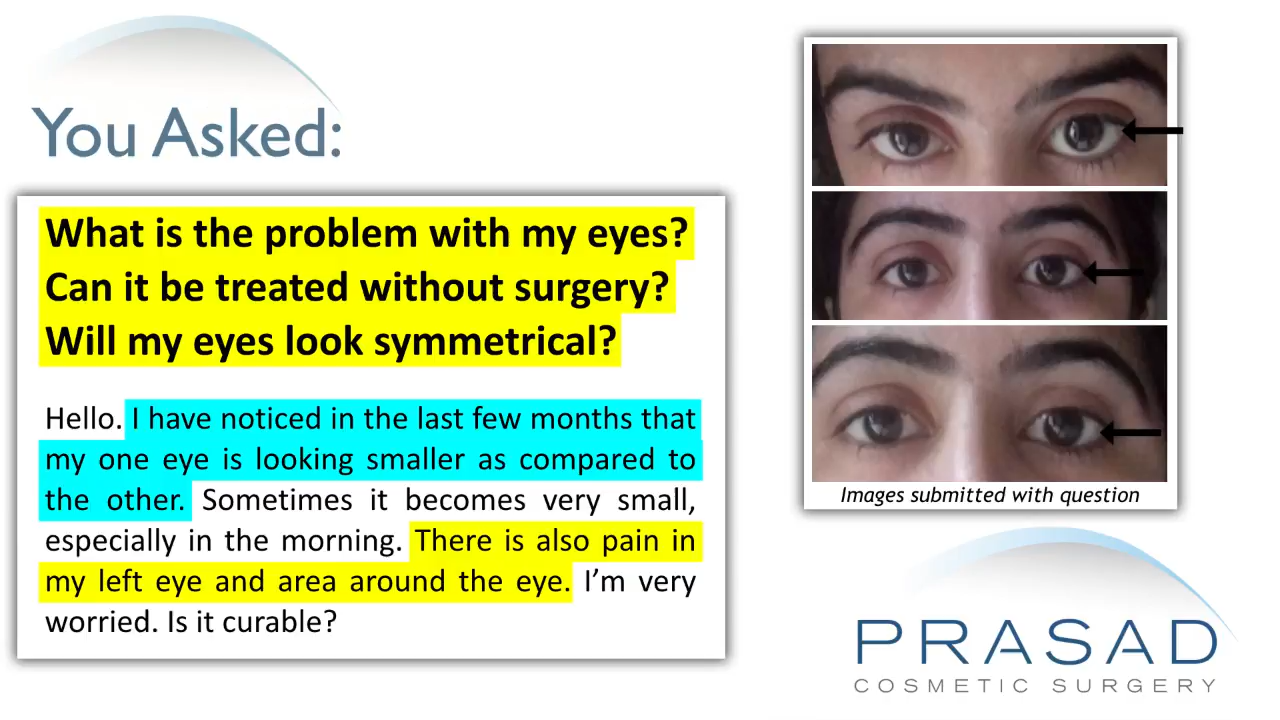 You Asked:
What is the problem with my eyes?
Can it be treated without surgery?
Will my eyes look symmetrical?
Hello. I have noticed in the last few months that
my one eye is looking smaller as compared to
the other. Sometimes it becomes very small,
especially in the morning. There is also pain in
my left eye and area around the eye. I’m very
worried. Is it curable?
Images submitted with question
PRASAD
COSMETIC SURGERY